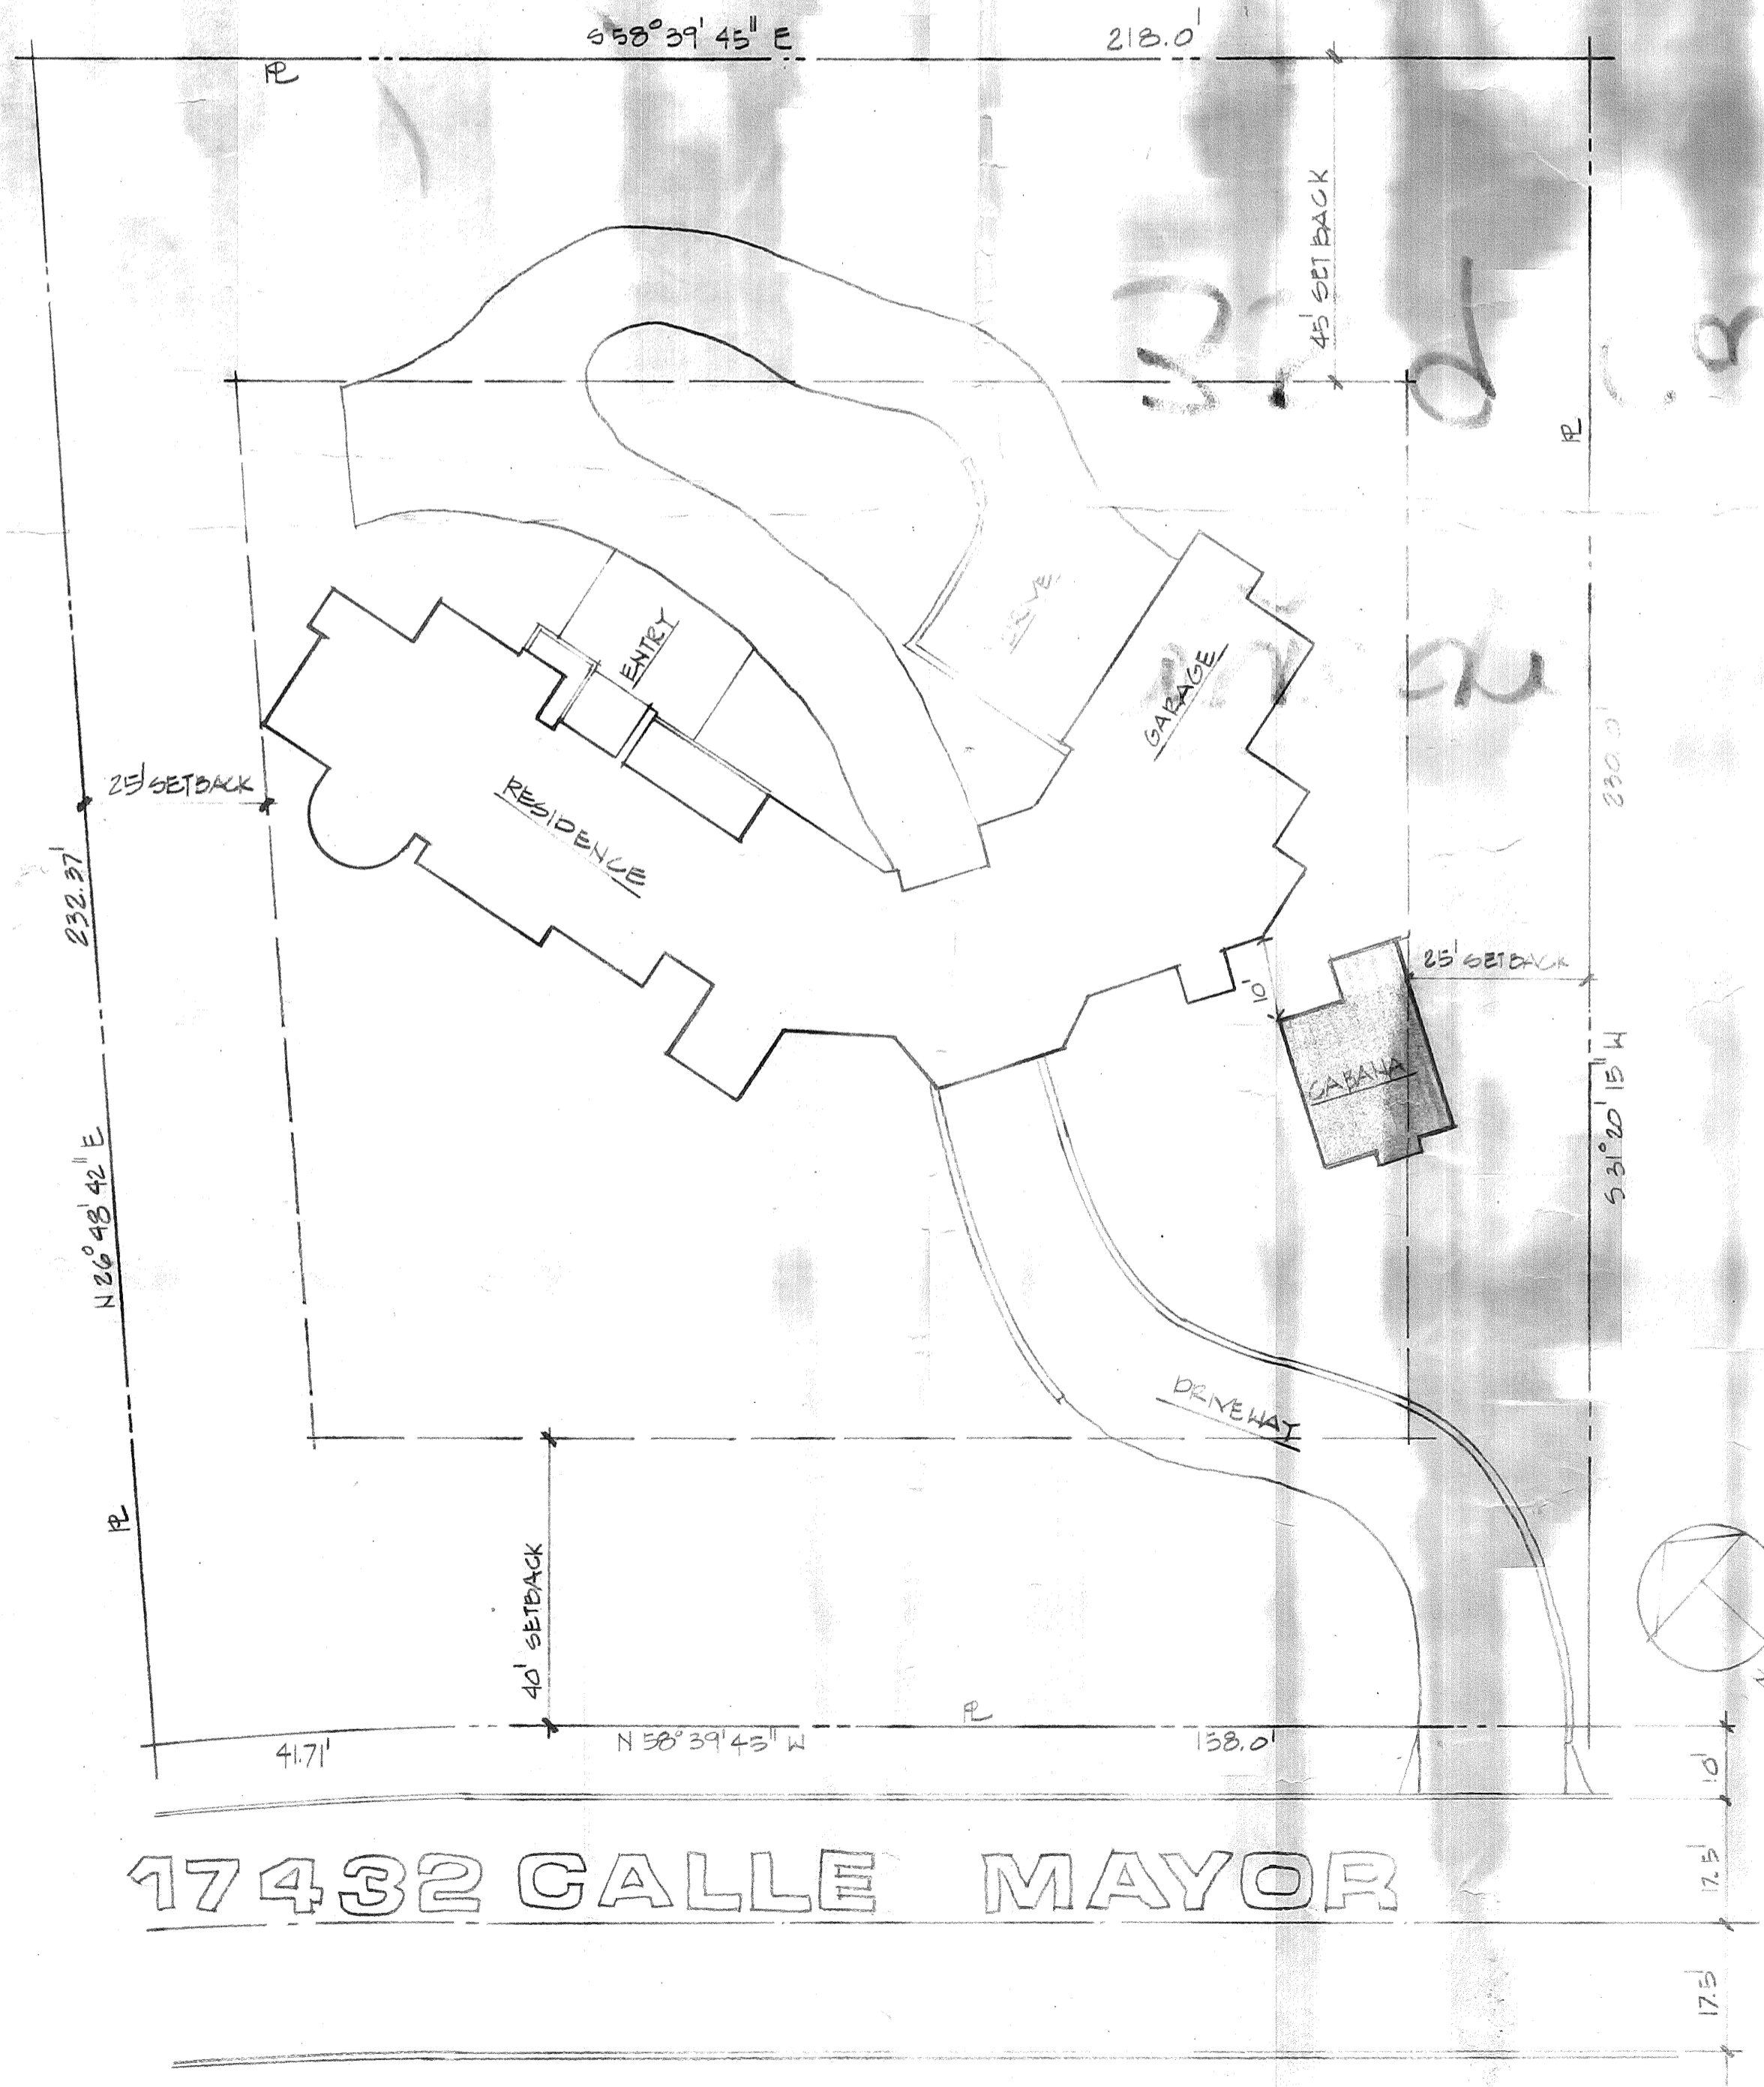 S 58° 39' 45" E
218.0'
PL
45' SETBACK
PL
DRIVE
ENTRY
GARAGE
230.0'
25' SETBACK
RESIDENCE
232.37'
25' SETBACK
10'
CABANA
S 31° 20' 15" W
N 26° 48' 42" E
DRIVEWAY
PL
40' SETBACK
PL
N 58° 39' 45" W
41.71'
10'
17432 CALLE MAYOR
17.5'
17.5'
N